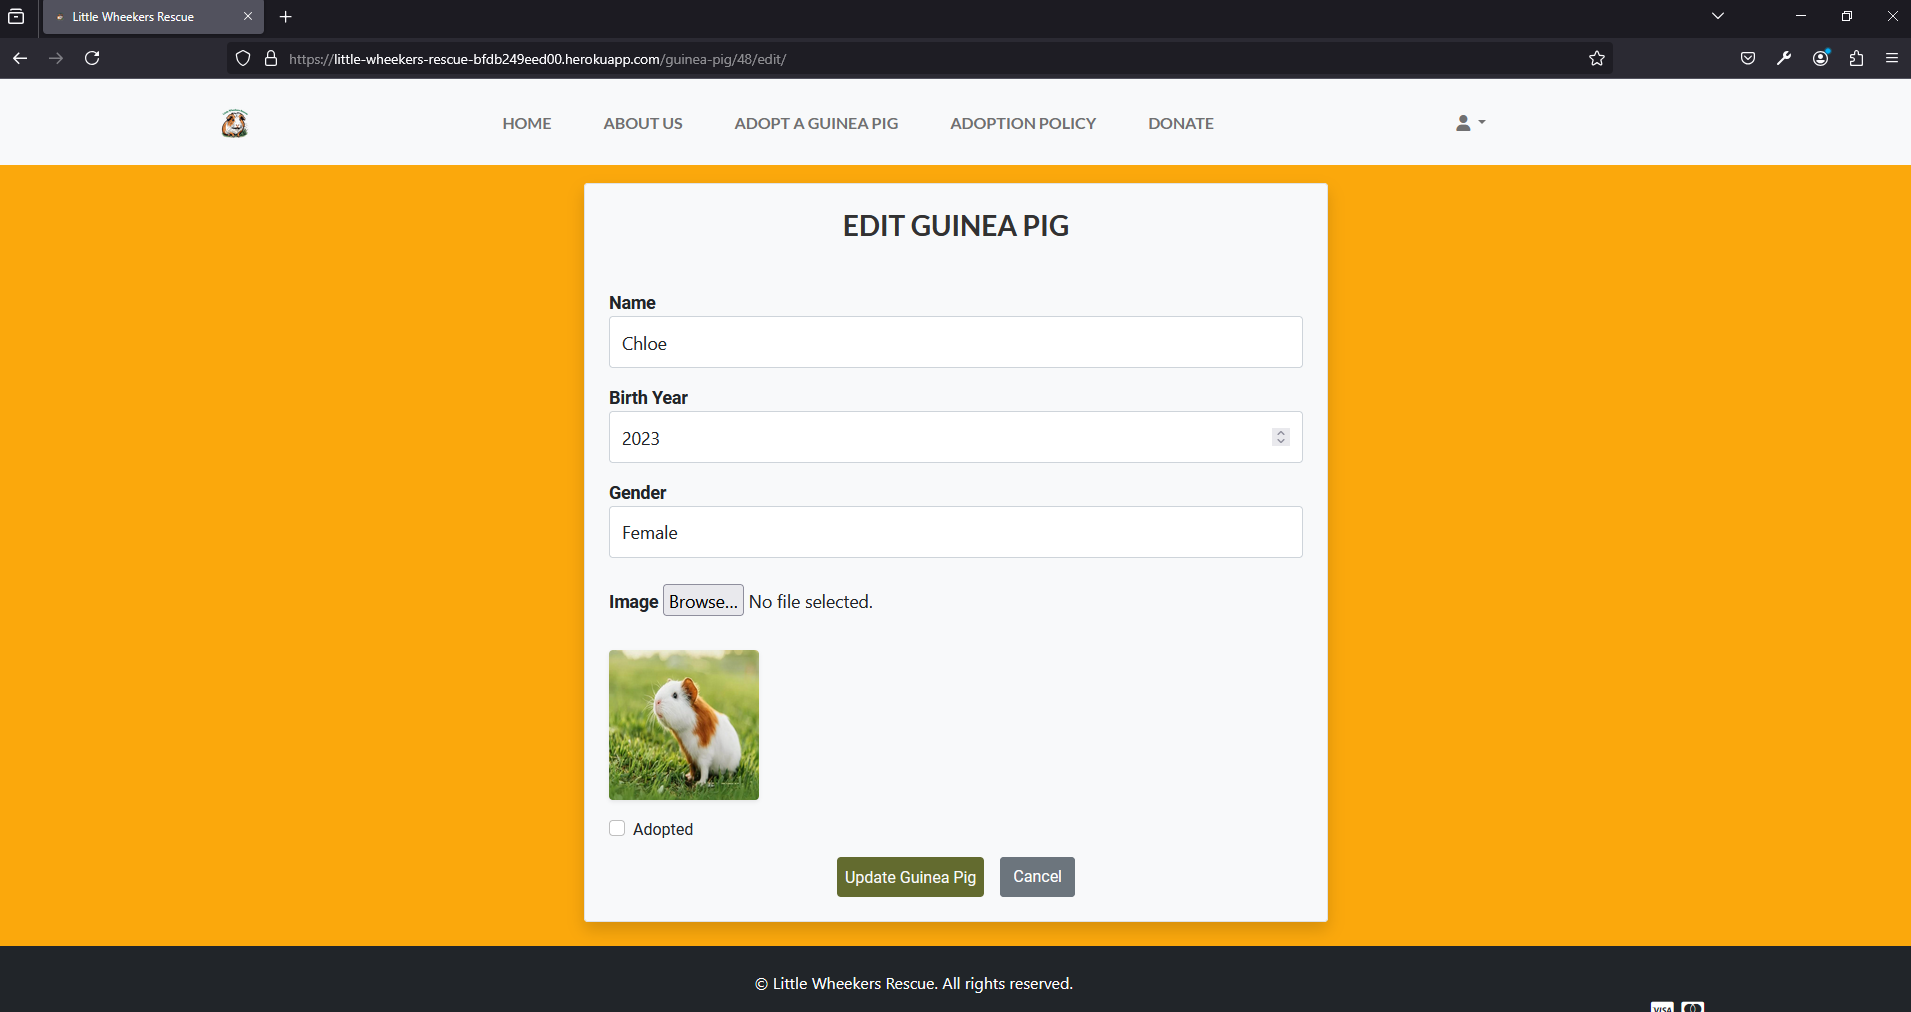 Little Wheekers Rescue
https://little-wheekers-rescue-bfdb249eed00.herokuapp.com/guinea-pig/48/edit/
HOME ABOUT US ADOPT A GUINEA PIG ADOPTION POLICY DONATE
EDIT GUINEA PIG
Name
Chloe
Birth Year
2023
Gender
Female
Image Browse... No file selected.
Adopted
Update Guinea Pig Cancel
© Little Wheekers Rescue. All rights reserved.
VISA